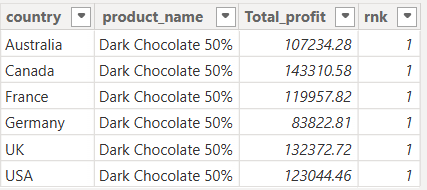 country product_name Total_profit rnk
Australia Dark Chocolate 50% 107234.28 1
Canada Dark Chocolate 50% 143310.58 1
France Dark Chocolate 50% 119957.82 1
Germany Dark Chocolate 50% 83822.81 1
UK Dark Chocolate 50% 132372.72 1
USA Dark Chocolate 50% 123044.46 1